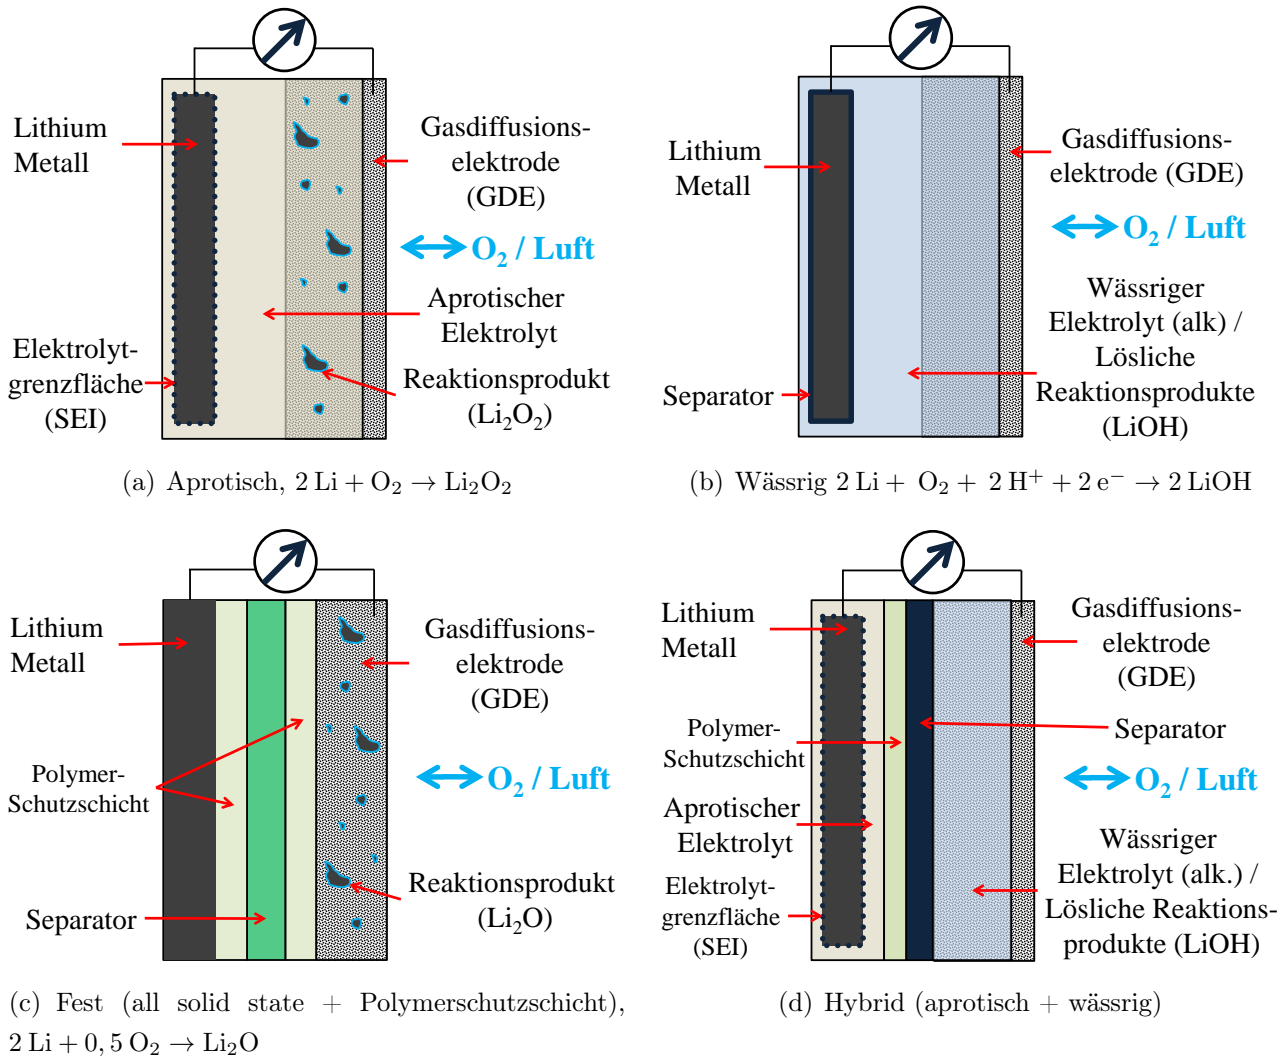 Lithium
Metall
Gasdiffusions-
elektrode
(GDE)
O₂ / Luft
Aprotischer
Elektrolyt
Elektrolyt-
grenzfläche
(SEI)
Reaktionsprodukt
(Li₂O₂)
(a) Aprotisch, 2 Li + O₂ → Li₂O₂
Lithium
Metall
Gasdiffusions-
elektrode (GDE)
O₂ / Luft
Wässriger
Elektrolyt (alk) /
Lösliche
Reaktionsprodukte
(LiOH)
Separator
(b) Wässrig 2 Li + O₂ + 2 H⁺ + 2 e⁻ → 2 LiOH
Lithium
Metall
Gasdiffusions-
elektrode
(GDE)
Polymer-
Schutzschicht
O₂ / Luft
Reaktionsprodukt
(Li₂O)
Separator
(c) Fest (all solid state + Polymerschutzschicht),
2 Li + 0, 5 O₂ → Li₂O
Lithium
Metall
Gasdiffusions-
elektrode
(GDE)
Polymer-
Schutzschicht
Separator
O₂ / Luft
Aprotischer
Elektrolyt
Elektrolyt-
grenzfläche
(SEI)
Wässriger
Elektrolyt (alk.) /
Lösliche Reaktions-
produkte (LiOH)
(d) Hybrid (aprotisch + wässrig)